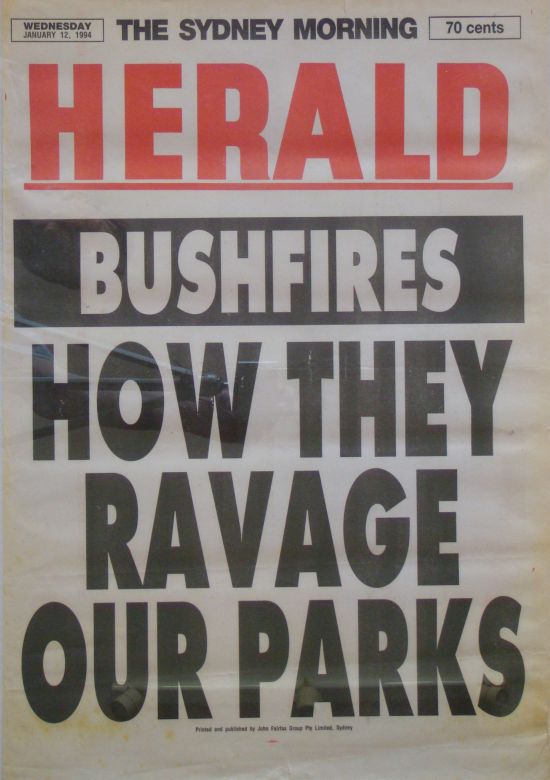 WEDNESDAY
JANUARY 12, 1994
THE SYDNEY MORNING
70 cents
HERALD
BUSHFIRES
HOW THEY
RAVAGE
OUR PARKS
Printed and published by John Fairfax Group Pty Limited, Sydney